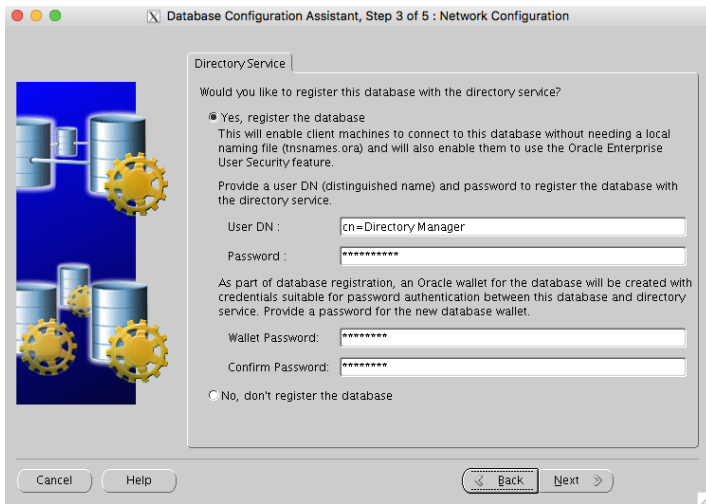 Database Configuration Assistant, Step 3 of 5 : Network Configuration
Directory Service
Would you like to register this database with the directory service?
Yes, register the database
This will enable client machines to connect to this database without needing a local
naming file (tnsnames.ora) and will also enable them to use the Oracle Enterprise
User Security feature.
Provide a user DN (distinguished name) and password to register the database with
the directory service.
User DN : cn=Directory Manager
Password : **********
As part of database registration, an Oracle wallet for the database will be created with
credentials suitable for password authentication between this database and directory
service. Provide a password for the new database wallet.
Wallet Password: ********
Confirm Password: ********
No, don't register the database
Cancel Help Back Next